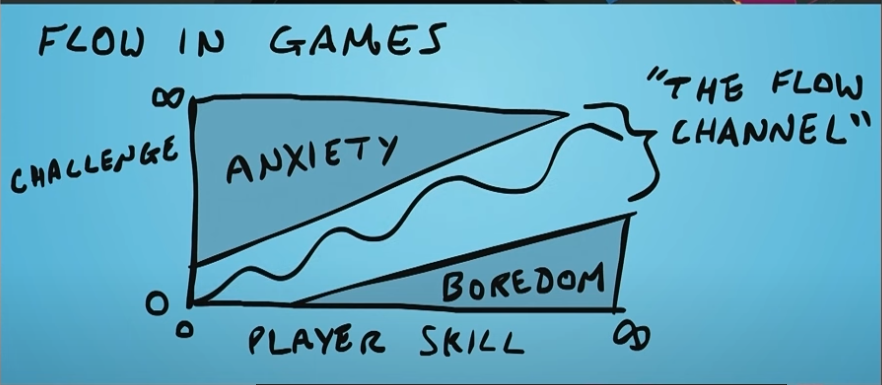 FLOW IN GAMES
∞
CHALLENGE
ANXIETY
"THE FLOW
CHANNEL"
BOREDOM
0
0
PLAYER SKILL
∞